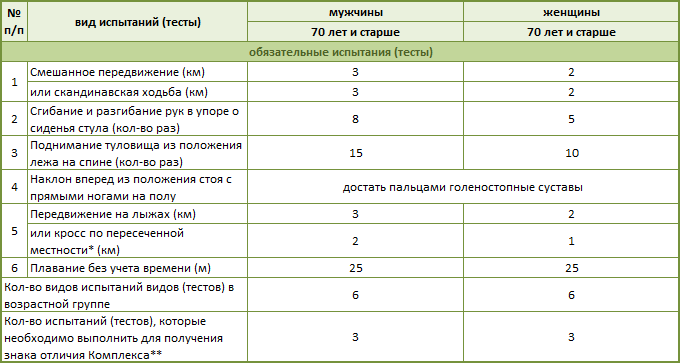 № п/п вид испытаний (тесты) мужчины женщины
70 лет и старше 70 лет и старше
обязательные испытания (тесты)
1 Смешанное передвижение (км) 3 2
или скандинавская ходьба (км) 3 2
2 Сгибание и разгибание рук в упоре о
сиденья стула (кол-во раз) 8 5
3 Поднимание туловища из положения
лежа на спине (кол-во раз) 15 10
4 Наклон вперед из положения стоя с
прямыми ногами на полу достать пальцами голеностопные суставы
5 Передвижение на лыжах (км) 3 2
или кросс по пересеченной
местности* (км) 2 1
6 Плавание без учета времени (м) 25 25
Кол-во видов испытаний видов (тестов) в
возрастной группе 6 6
Кол-во испытаний (тестов), которые
необходимо выполнить для получения
знака отличия Комплекса** 3 3